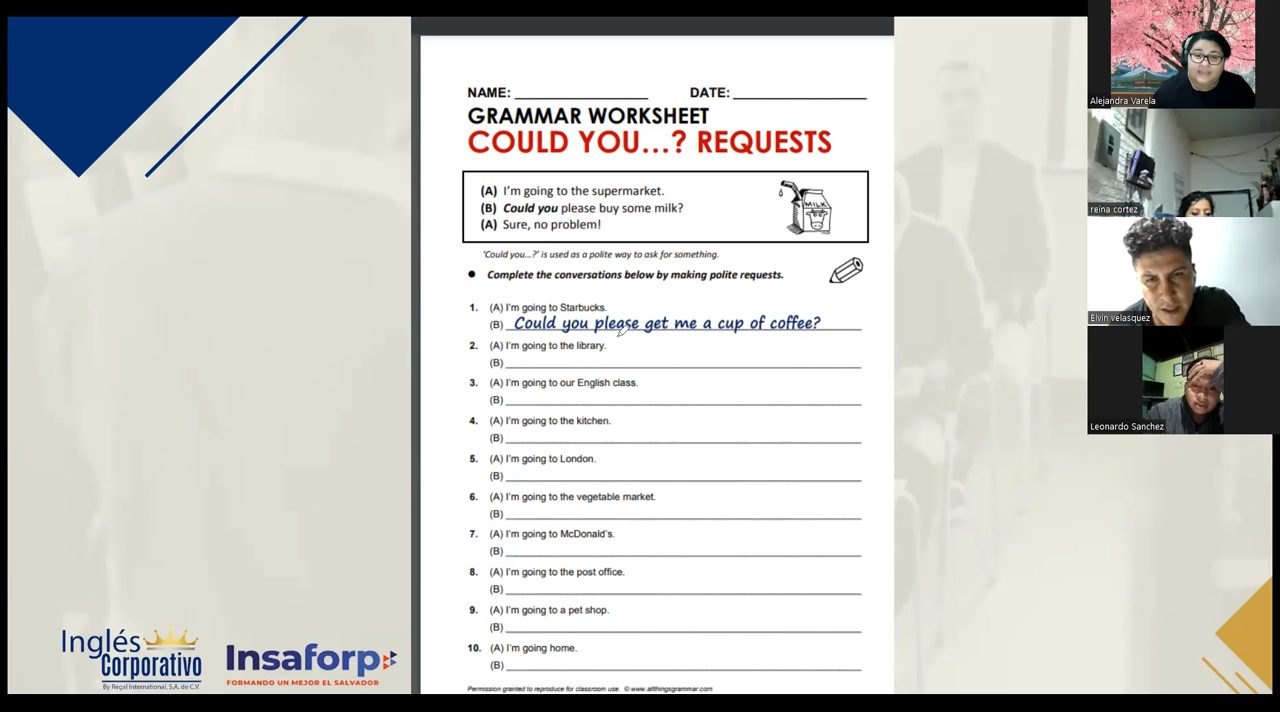 NAME: ____________________ DATE: ____________________
GRAMMAR WORKSHEET
COULD YOU...? REQUESTS
(A) I'm going to the supermarket.
(B) Could you please buy some milk?
(A) Sure, no problem!
MILK
'Could you...?' is used as a polite way to ask for something.
● Complete the conversations below by making polite requests.
1. (A) I'm going to Starbucks.
(B) Could you please get me a cup of coffee?
2. (A) I'm going to the library.
(B)
3. (A) I'm going to our English class.
(B)
4. (A) I'm going to the kitchen.
(B)
5. (A) I'm going to London.
(B)
6. (A) I'm going to the vegetable market.
(B)
7. (A) I'm going to McDonald's.
(B)
8. (A) I'm going to the post office.
(B)
9. (A) I'm going to a pet shop.
(B)
10. (A) I'm going home.
(B)
Permission granted to reproduce for classroom use. © www.allthingsgrammar.com
Inglés
Corporativo
By Regal International, S.A. de C.V.
Insaforp
FORMANDO UN MEJOR EL SALVADOR
Alejandra Varela
reina cortez
Elvin velasquez
Leonardo Sanchez